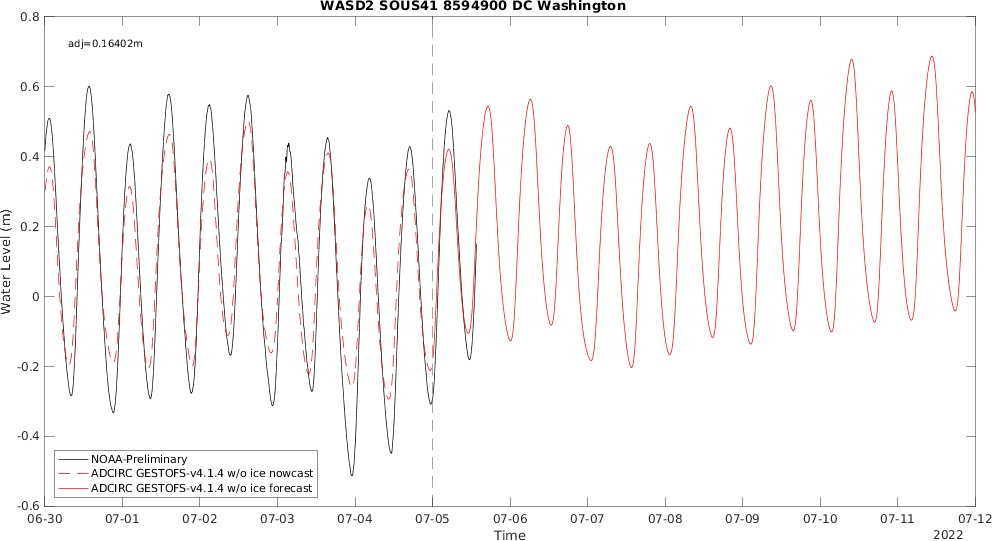 WASD2 SOUS41 8594900 DC Washington
adj=0.16402m
0.8
0.6
0.4
0.2
0
-0.2
-0.4
-0.6
Water Level (m)
NOAA-Preliminary
ADCIRC GESTOFS-v4.1.4 w/o ice nowcast
ADCIRC GESTOFS-v4.1.4 w/o ice forecast
06-30 07-01 07-02 07-03 07-04 07-05 07-06 07-07 07-08 07-09 07-10 07-11 07-12
Time
2022